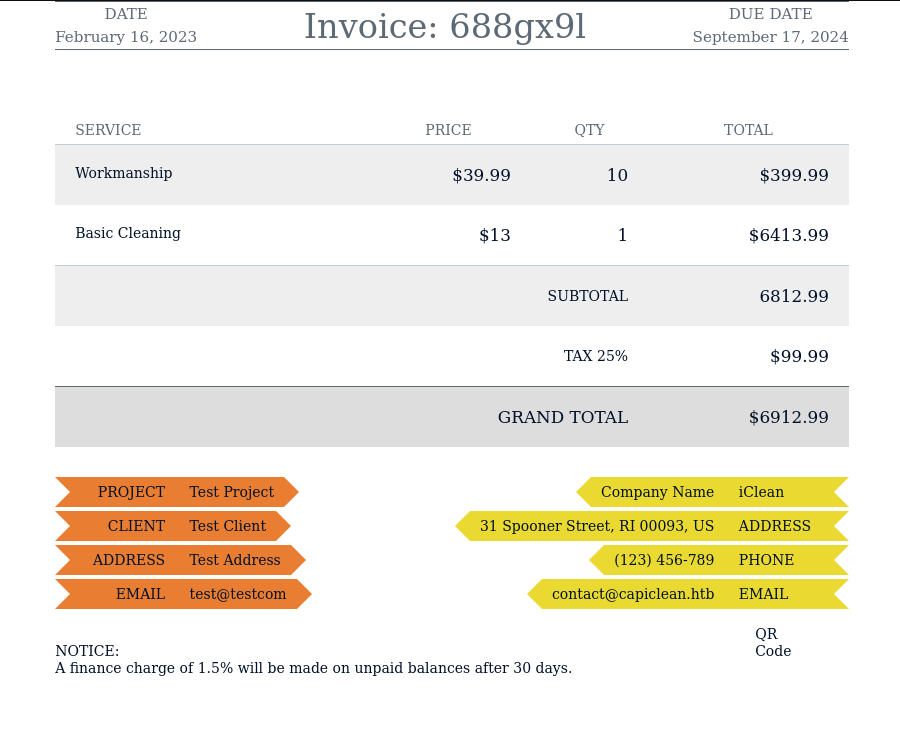 DATE
February 16, 2023
Invoice: 688gx9l
DUE DATE
September 17, 2024
SERVICE PRICE QTY TOTAL
Workmanship $39.99 10 $399.99
Basic Cleaning $13 1 $6413.99
SUBTOTAL 6812.99
TAX 25% $99.99
GRAND TOTAL $6912.99
PROJECT Test Project
CLIENT Test Client
ADDRESS Test Address
EMAIL test@testcom
Company Name iClean
31 Spooner Street, RI 00093, US ADDRESS
(123) 456-789 PHONE
contact@capiclean.htb EMAIL
QR
Code
NOTICE:
A finance charge of 1.5% will be made on unpaid balances after 30 days.